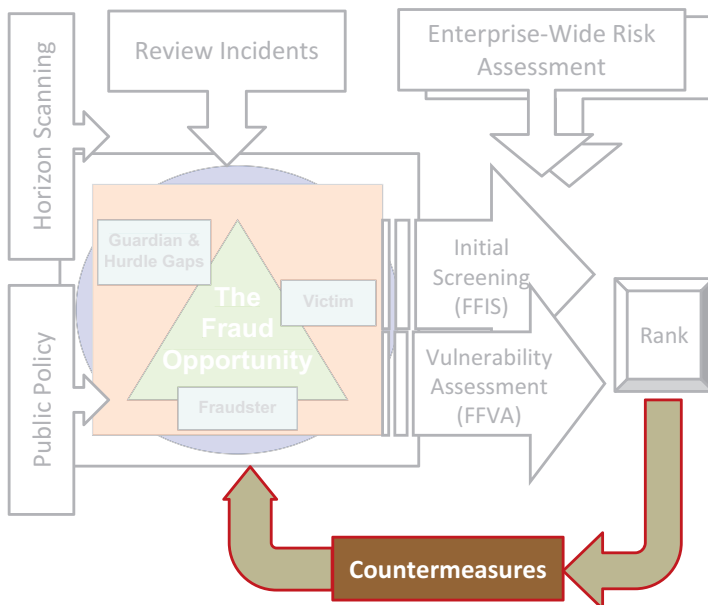 Horizon Scanning
Review Incidents
Enterprise-Wide Risk
Assessment
Public Policy
Guardian &
Hurdle Gaps
Victim
The
Fraud
Opportunity
Fraudster
Initial
Screening
(FFIS)
Vulnerability
Assessment
(FFVA)
Rank
Countermeasures